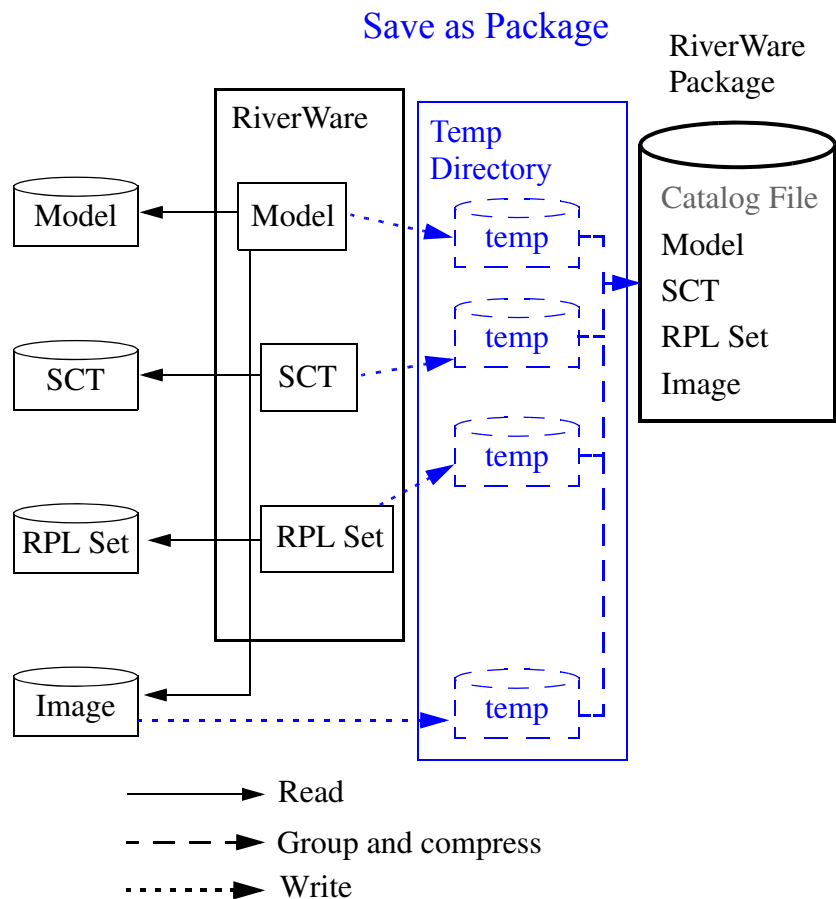 Save as Package
RiverWare
Package
RiverWare
Temp
Directory
Model
Model
temp
Catalog File
Model
SCT
RPL Set
Image
SCT
SCT
temp
temp
RPL Set
RPL Set
Image
temp
Read
Group and compress
Write